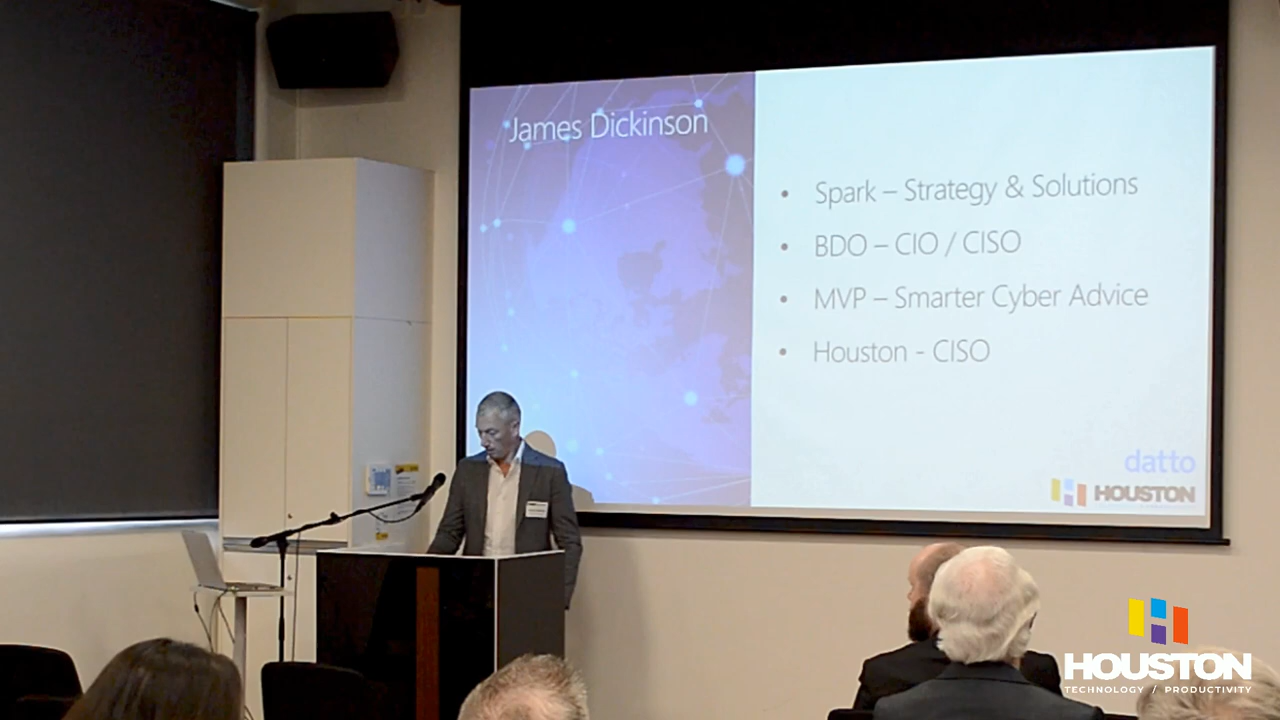 James Dickinson
• Spark – Strategy & Solutions
• BDO – CIO / CISO
• MVP – Smarter Cyber Advice
• Houston - CISO
datto
HOUSTON
HOUSTON
TECHNOLOGY / PRODUCTIVITY